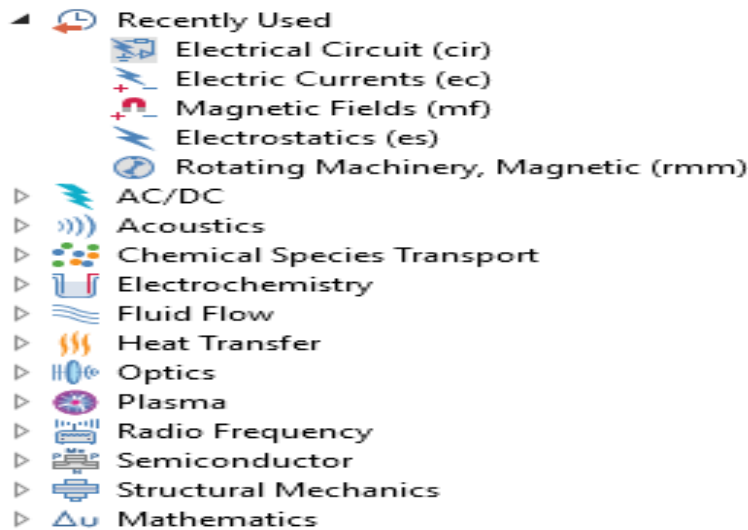 Recently Used
Electrical Circuit (cir)
Electric Currents (ec)
Magnetic Fields (mf)
Electrostatics (es)
Rotating Machinery, Magnetic (rmm)
AC/DC
Acoustics
Chemical Species Transport
Electrochemistry
Fluid Flow
Heat Transfer
Optics
Plasma
Radio Frequency
Semiconductor
Structural Mechanics
Δu Mathematics